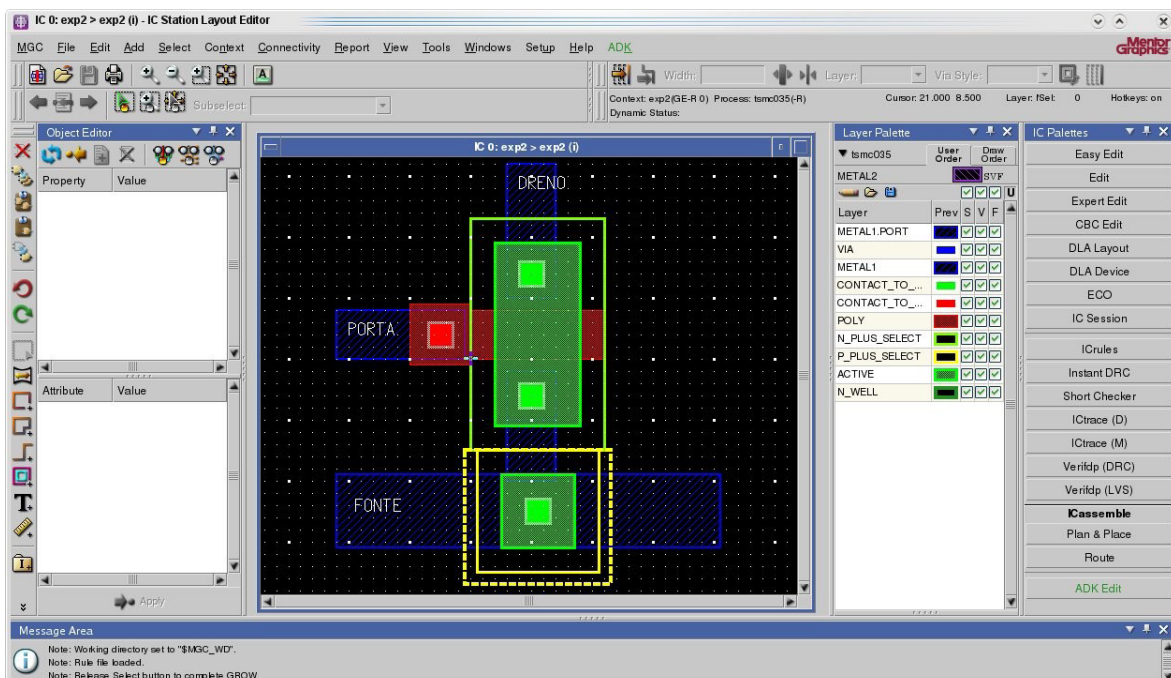 IC 0: exp2 > exp2 (i) - IC Station Layout Editor
MGC File Edit Add Select Context Connectivity Report View Tools Windows Setup Help ADK
Mentor Graphics
Width: Layer: Via Style:
Subselect:
Context: exp2(GE-R 0) Process: tsmc035(-R) Cursor: 21.000 8.500 Layer: fSel: 0 Hotkeys: on
Dynamic Status:
Object Editor
Property Value
Attribute Value
Apply
IC 0: exp2 > exp2 (i)
DRENO
PORTA
FONTE
Layer Palette
tsmc035 User Order Draw Order
METAL2 SVF
U
Layer Prev S V F
METAL1.PORT
VIA
METAL1
CONTACT_TO_...
CONTACT_TO_...
POLY
N_PLUS_SELECT
P_PLUS_SELECT
ACTIVE
N_WELL
IC Palettes
Easy Edit
Edit
Expert Edit
CBC Edit
DLA Layout
DLA Device
ECO
IC Session
ICrules
Instant DRC
Short Checker
ICtrace (D)
ICtrace (M)
Verifdp (DRC)
Verifdp (LVS)
ICassemble
Plan & Place
Route
ADK Edit
Message Area
Note: Working directory set to "$MGC_WD".
Note: Rule file loaded.
Note: Release Select button to complete GROW